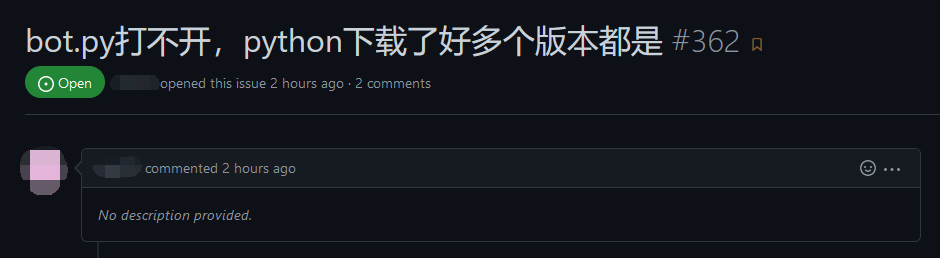 bot.py打不开，python下载了好多个版本都是 #362
Open opened this issue 2 hours ago · 2 comments
commented 2 hours ago
No description provided.